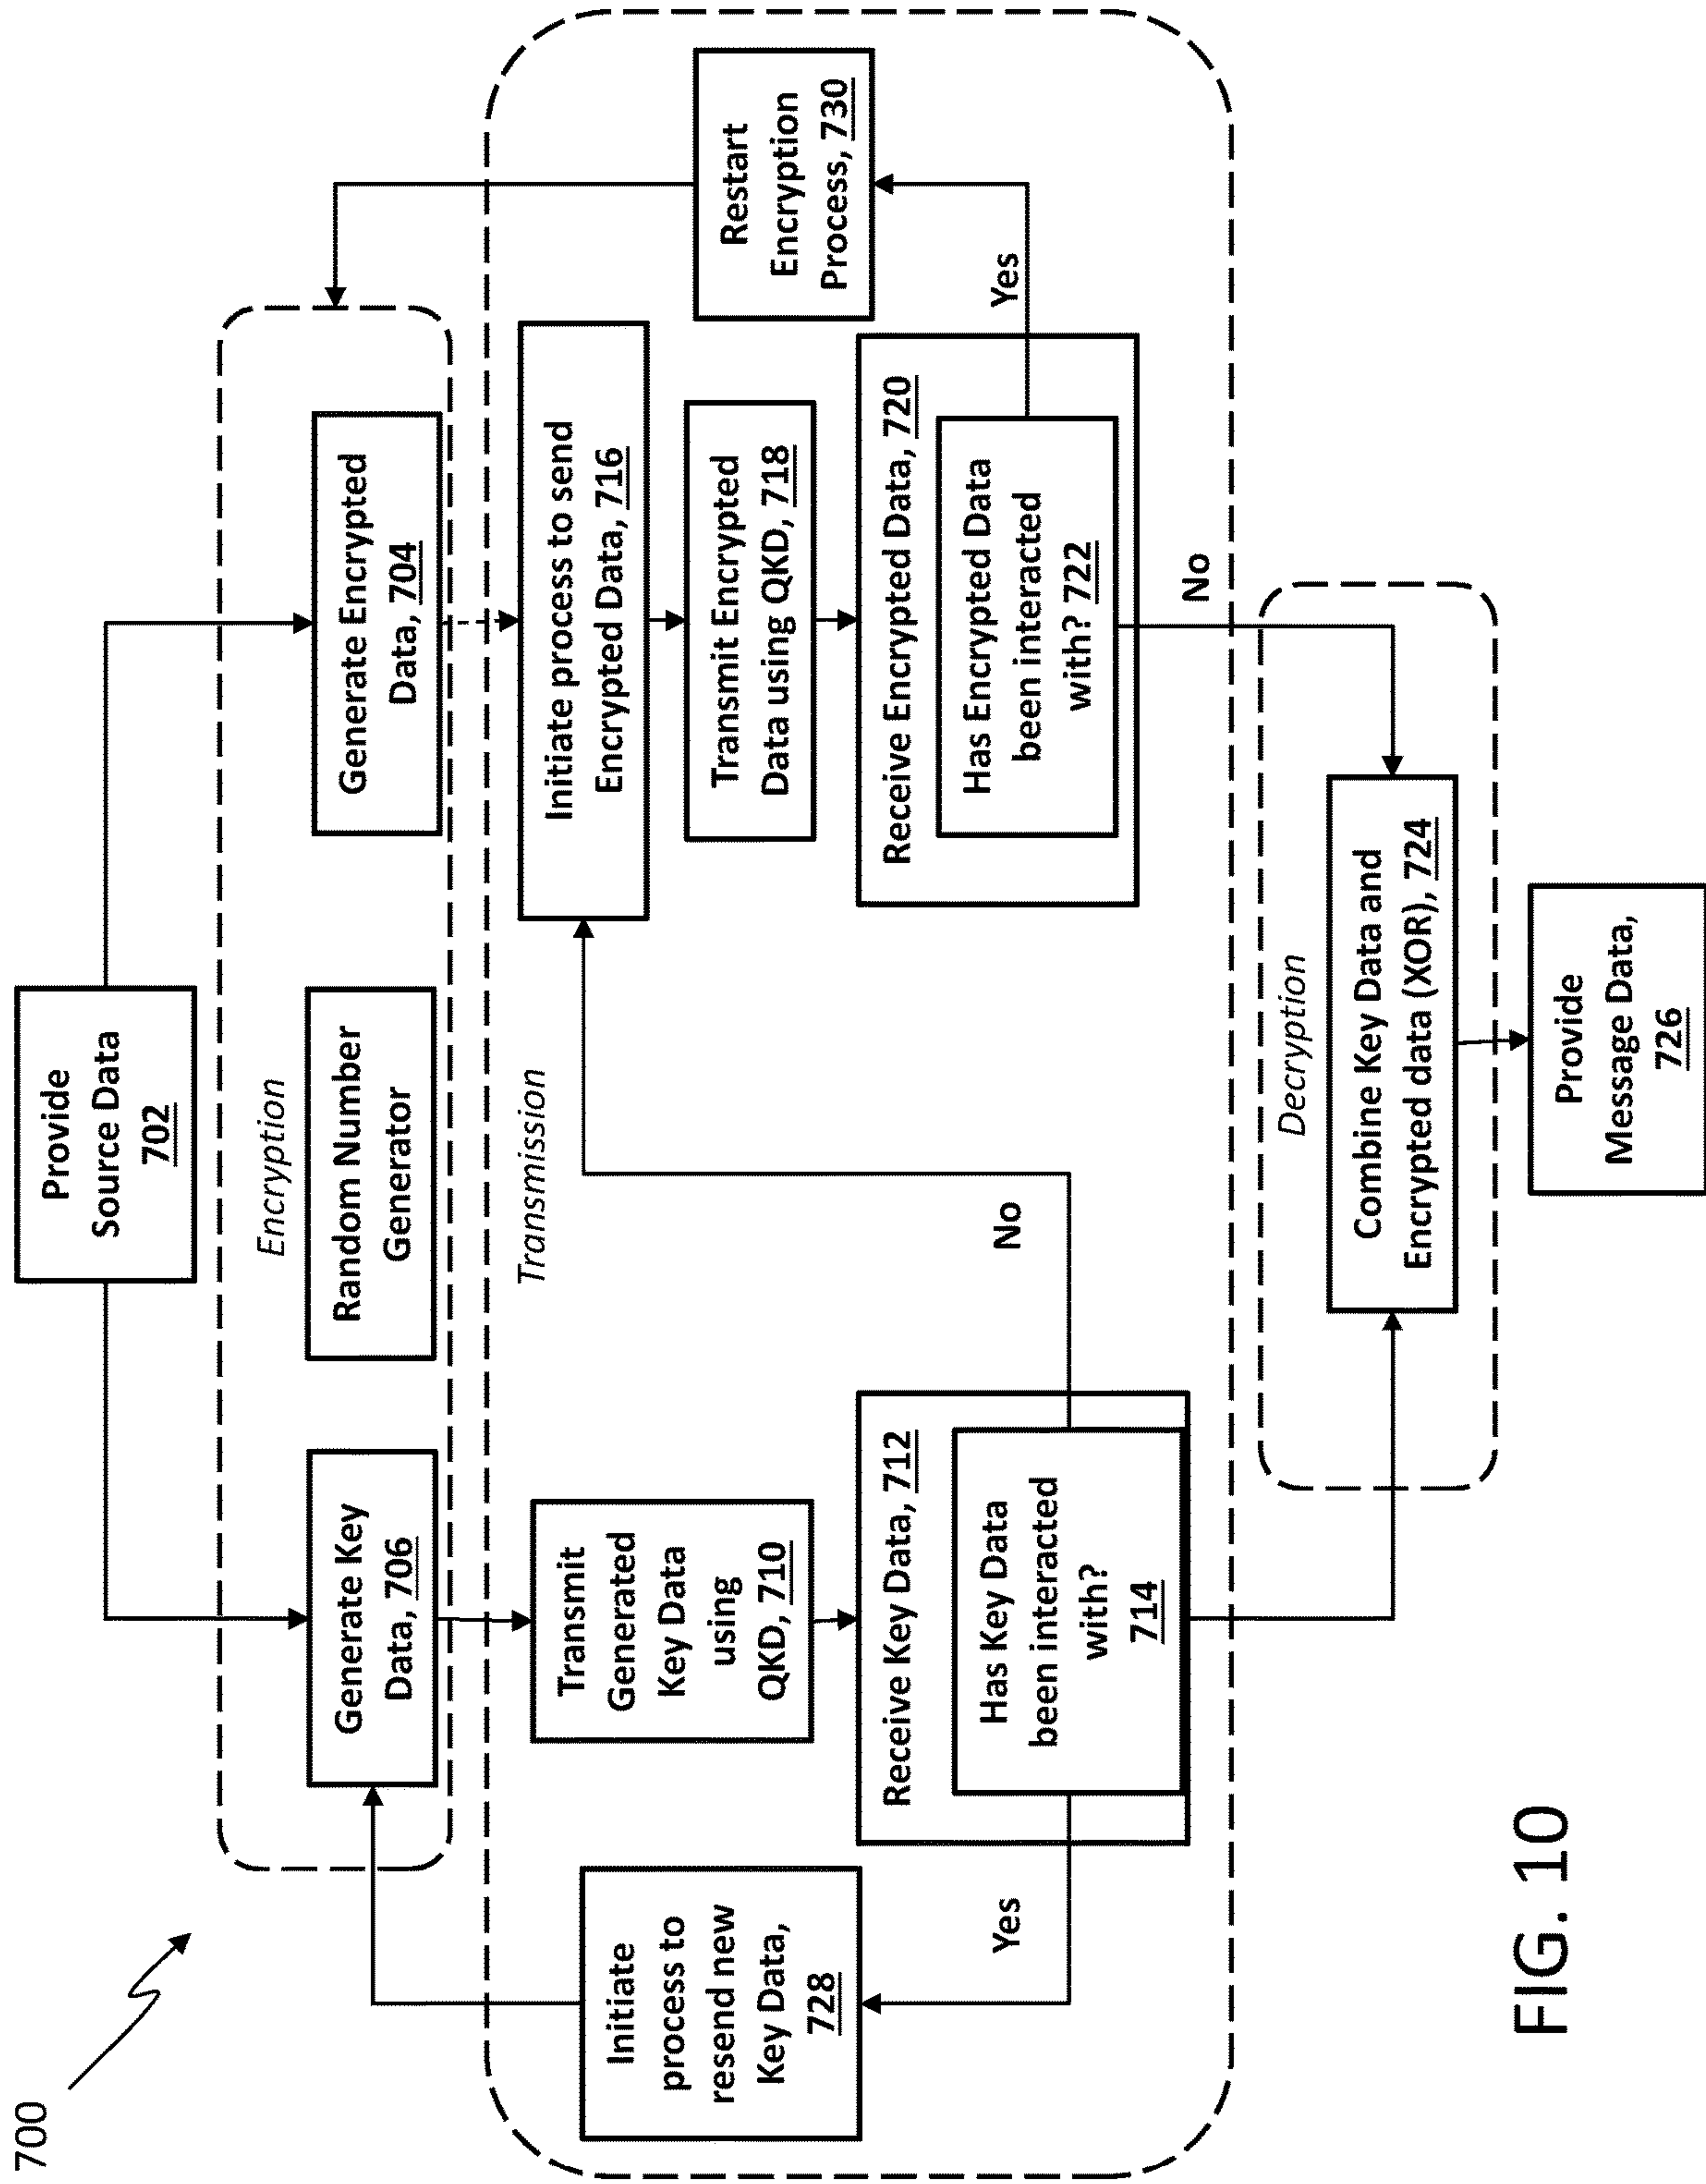 700
Provide
Source Data
702
Encryption
Generate Key
Data, 706
Random Number
Generator
Generate Encrypted
Data, 704
Transmission
Initiate
process to
resend new
Key Data,
728
Transmit
Generated
Key Data
using
QKD, 710
Initiate process to send
Encrypted Data, 716
Transmit Encrypted
Data using QKD, 718
Restart
Encryption
Process, 730
Receive Key Data, 712
Has Key Data
been interacted
with?
714
Yes
No
Receive Encrypted Data, 720
Has Encrypted Data
been interacted
with? 722
Yes
No
Decryption
Combine Key Data and
Encrypted data (XOR), 724
Provide
Message Data,
726
FIG. 10